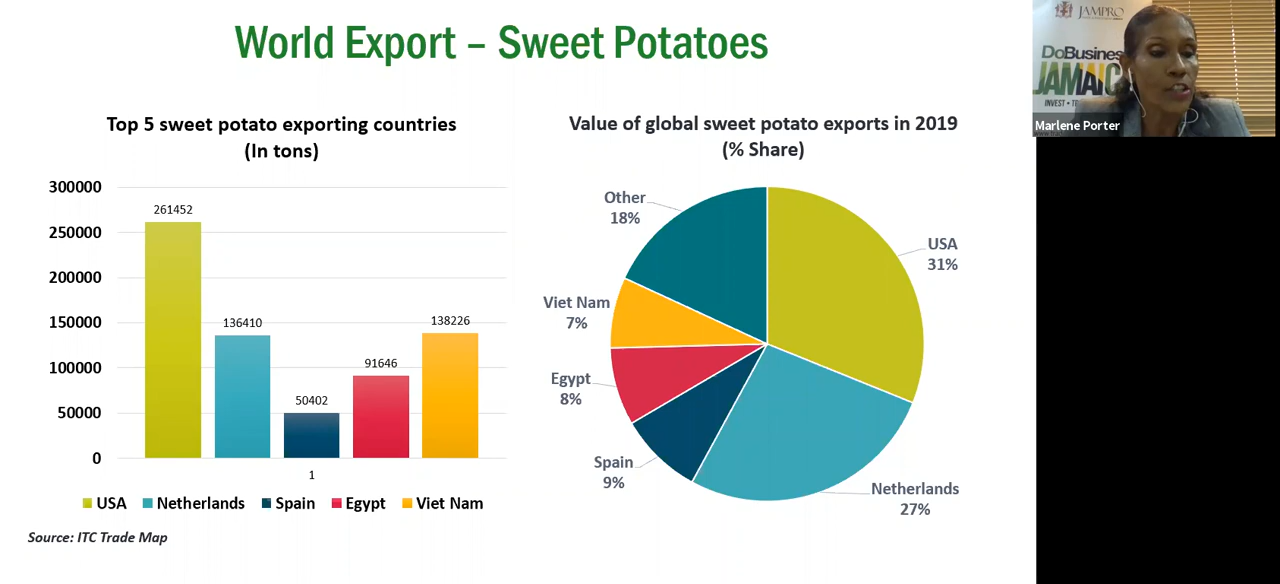 World Export – Sweet Potatoes
Top 5 sweet potato exporting countries
(In tons)
300000
250000
200000
150000
100000
50000
0
261452
136410
50402
91646
138226
1
USA
Netherlands
Spain
Egypt
Viet Nam
Source: ITC Trade Map
Value of global sweet potato exports in 2019
(% Share)
Other
18%
USA
31%
Viet Nam
7%
Egypt
8%
Spain
9%
Netherlands
27%
JAMPRO
DoBusines
JAMAIC
INVEST • T
Marlene Porter